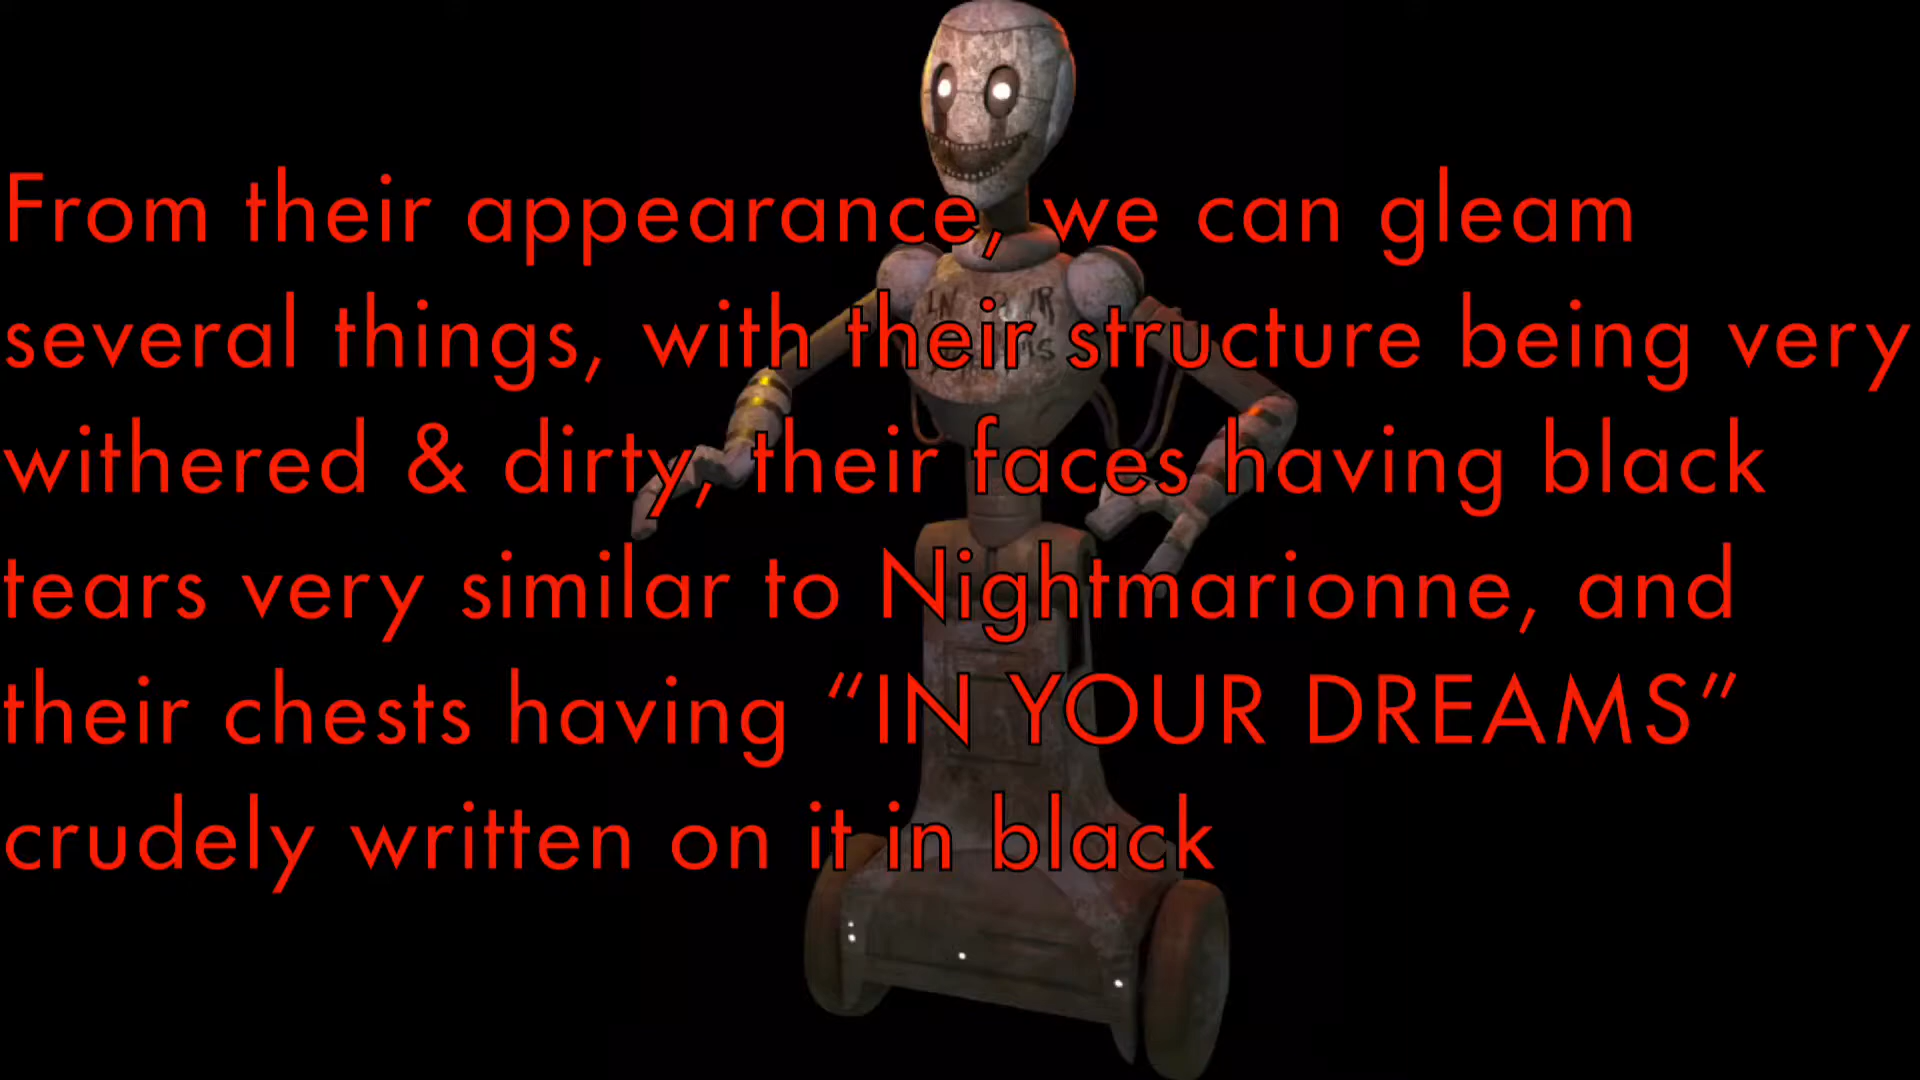 From their appearance, we can gleam
several things, with their structure being very
withered & dirty, their faces having black
tears very similar to Nightmarionne, and
their chests having “IN YOUR DREAMS”
crudely written on it in black
IN